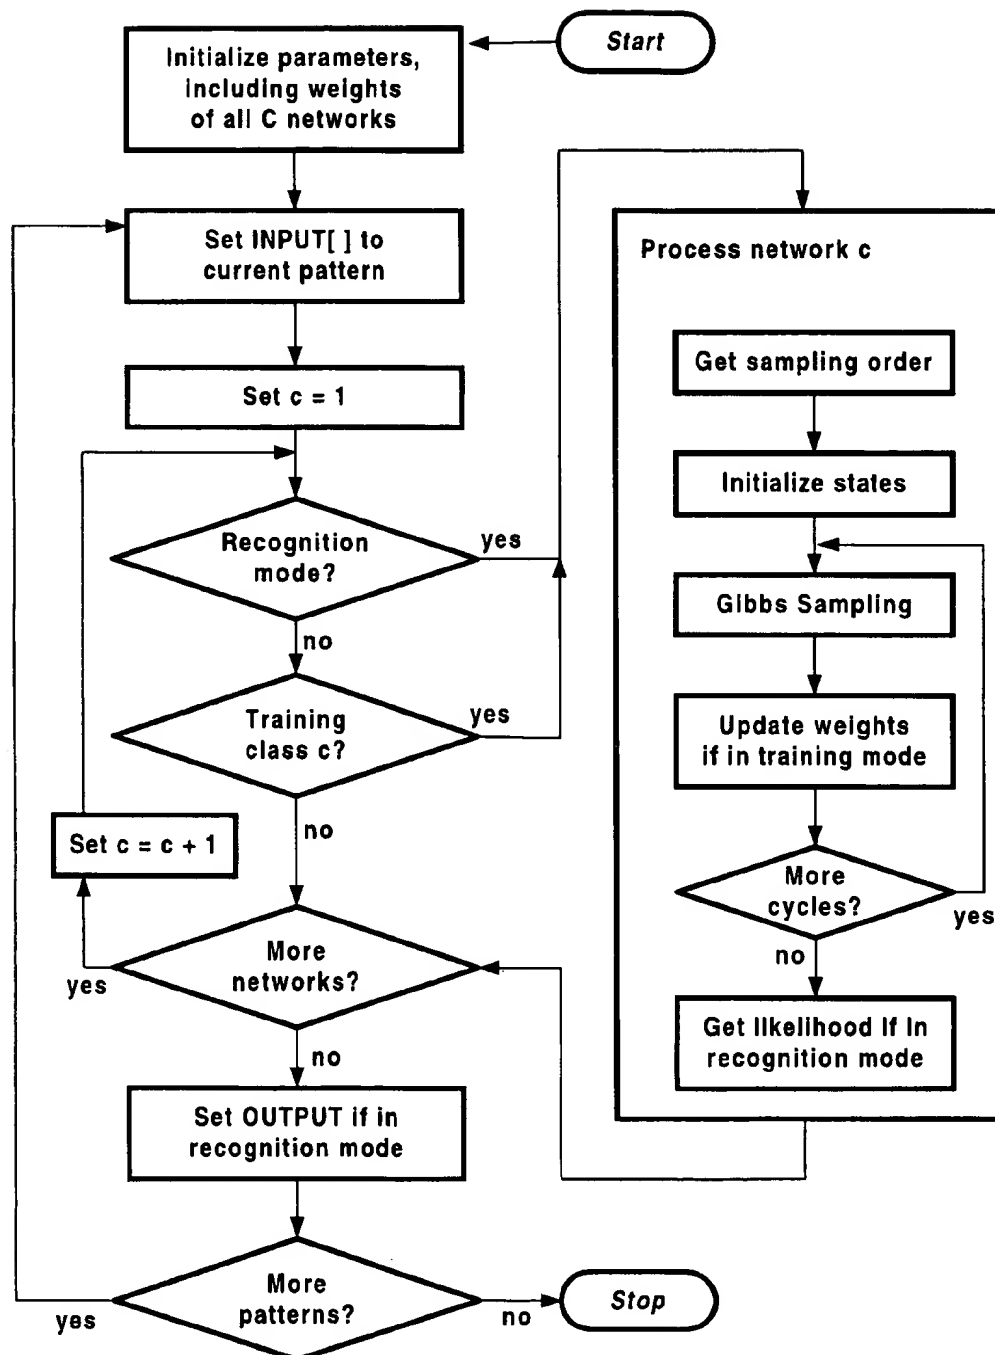 Start
Initialize parameters,
including weights
of all C networks
Set INPUT[ ] to
current pattern
Set c = 1
Recognition
mode?
yes
no
Training
class c?
yes
no
Set c = c + 1
More
networks?
yes
no
Set OUTPUT if in
recognition mode
More
patterns?
yes
no
Stop
Process network c
Get sampling order
Initialize states
Gibbs Sampling
Update weights
if in training mode
More
cycles?
yes
no
Get likelihood if in
recognition mode